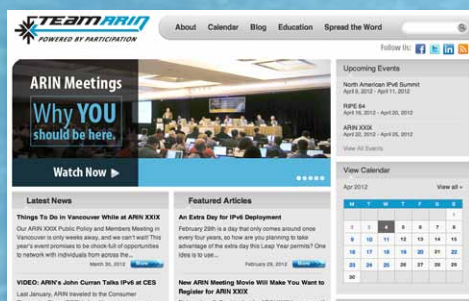 TEAMARIN
POWERED BY PARTICIPATION
About Calendar Blog Education Spread the Word
Follow Us:
ARIN Meetings
Why YOU
should be here.
Watch Now
Upcoming Events
North American IPv6 Summit
April 9, 2012 - April 11, 2012
RIPE 64
April 16, 2012 - April 20, 2012
ARIN XXIX
April 22, 2012 - April 25, 2012
View All Events
View Calendar
Apr 2012 View all »
M T W T F S S
1
2 3 4 5 6 7 8
9 10 11 12 13 14 15
16 17 18 19 20 21 22
23 24 25 26 27 28 29
30
Latest News
Things To Do in Vancouver While at ARIN XXIX
Our ARIN XXIX Public Policy and Members Meeting in
Vancouver is only weeks away, and we can't wait! This
year's event promises to be chock-full of opportunities
to network with individuals from across the...
March 30, 2012 More
VIDEO: ARIN's John Curran Talks IPv6 at CES
Last January, ARIN traveled to the Consumer
Featured Articles
An Extra Day for IPv6 Deployment
February 29th is a day that only comes around once
every four years, so how are you planning to take
advantage of the extra day this Leap Year permits? One
idea is to use...
February 29, 2012 More
New ARIN Meeting Movie Will Make You Want to
Register for ARIN XXIX